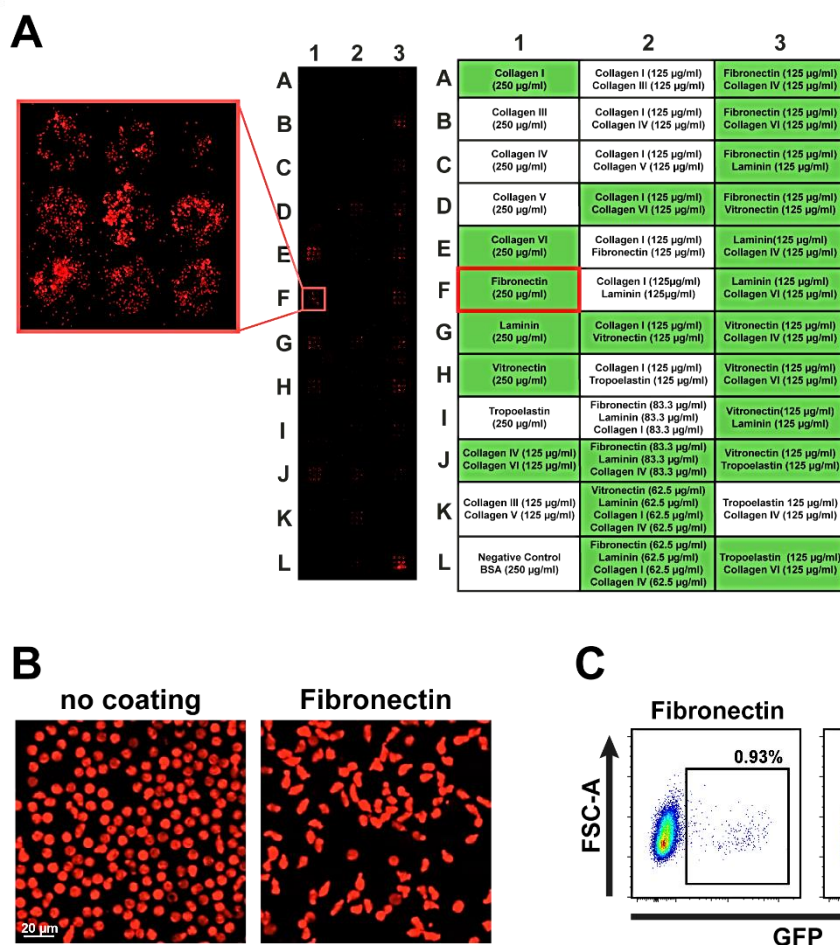 A
1 2 3
A
B
C
D
E
F
G
H
I
J
K
L
1 2 3
A
Collagen I
(250 µg/ml)
Collagen I (125 µg/ml)
Collagen III (125 µg/ml)
Fibronectin (125 µg/ml)
Collagen IV (125 µg/ml)
B
Collagen III
(250 µg/ml)
Collagen I (125 µg/ml)
Collagen IV (125 µg/ml)
Fibronectin (125 µg/ml)
Collagen VI (125 µg/ml)
C
Collagen IV
(250 µg/ml)
Collagen I (125 µg/ml)
Collagen V (125 µg/ml)
Fibronectin (125 µg/ml)
Laminin (125 µg/ml)
D
Collagen V
(250 µg/ml)
Collagen I (125 µg/ml)
Collagen VI (125 µg/ml)
Fibronectin (125 µg/ml)
Vitronectin (125 µg/ml)
E
Collagen VI
(250 µg/ml)
Collagen I (125 µg/ml)
Fibronectin (125 µg/ml)
Laminin(125 µg/ml)
Collagen IV (125 µg/ml)
F
Fibronectin
(250 µg/ml)
Collagen I (125µg/ml)
Laminin (125µg/ml)
Laminin (125 µg/ml)
Collagen VI (125 µg/ml)
G
Laminin
(250 µg/ml)
Collagen I (125 µg/ml)
Vitronectin (125 µg/ml)
Vitronectin (125 µg/ml)
Collagen IV (125 µg/ml)
H
Vitronectin
(250 µg/ml)
Collagen I (125 µg/ml)
Tropoelastin (125 µg/ml)
Vitronectin (125 µg/ml)
Collagen VI (125 µg/ml)
I
Tropoelastin
(250 µg/ml)
Fibronectin (83.3 µg/ml)
Laminin (83.3 µg/ml)
Collagen I (83.3 µg/ml)
Vitronectin(125 µg/ml)
Laminin (125 µg/ml)
J
Collagen IV (125 µg/ml)
Collagen VI (125 µg/ml)
Fibronectin (83.3 µg/ml)
Laminin (83.3 µg/ml)
Collagen IV (83.3 µg/ml)
Vitronectin (125 µg/ml)
Tropoelastin (125 µg/ml)
K
Collagen III (125 µg/ml)
Collagen V (125 µg/ml)
Vitronectin (62.5 µg/ml)
Laminin (62.5 µg/ml)
Collagen I (62.5 µg/ml)
Collagen IV (62.5 µg/ml)
Tropoelastin 125 µg/ml)
Collagen IV (125 µg/ml)
L
Negative Control
BSA (250 µg/ml)
Fibronectin (62.5 µg/ml)
Laminin (62.5 µg/ml)
Collagen I (62.5 µg/ml)
Collagen IV (62.5 µg/ml)
Tropoelastin (125 µg/ml)
Collagen VI (125 µg/ml)
B
no coating Fibronectin
20 µm
C
Fibronectin
0.93%
FSC-A
GFP